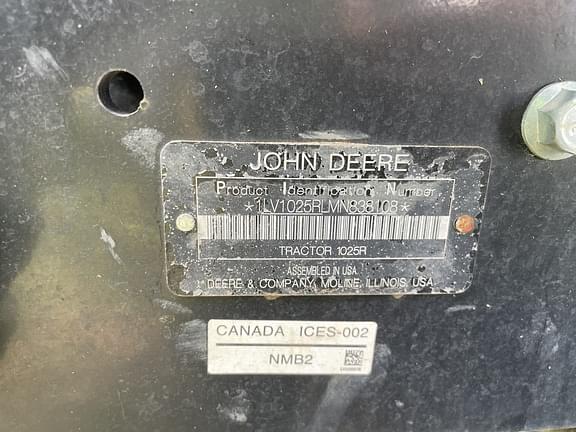 JOHN DEERE
Product Identification Number
*1LV1025RLMN838108*
TRACTOR 1025R
ASSEMBLED IN USA
DEERE & COMPANY, MOLINE, ILLINOIS, USA
CANADA ICES-002
NMB2